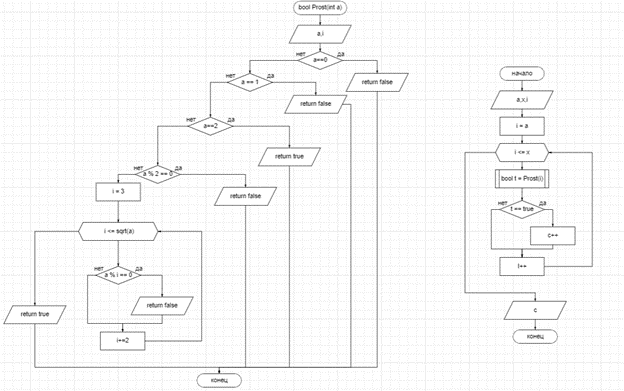 bool Prost(int a)
a,i
a==0
нет
да
a == 1
нет
да
return false
return false
a==2
нет
да
return true
a % 2 == 0
нет
да
return false
i = 3
i <= sqrt(a)
a % i == 0
нет
да
return false
return true
i+=2
конец
начало
a,x,i
i = a
i <= x
bool t = Prost(i)
нет
да
t == true
c++
i++
c
конец